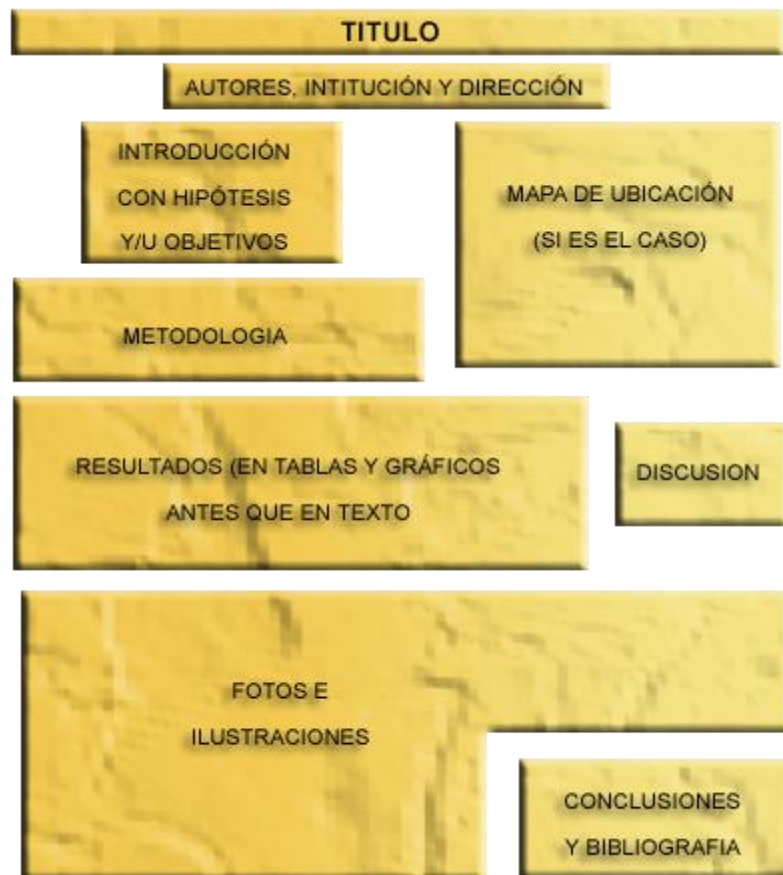 TITULO
AUTORES, INTITUCIÓN Y DIRECCIÓN
INTRODUCCIÓN
CON HIPÓTESIS
Y/U OBJETIVOS
MAPA DE UBICACIÓN
(SI ES EL CASO)
METODOLOGIA
RESULTADOS (EN TABLAS Y GRÁFICOS
ANTES QUE EN TEXTO
DISCUSION
FOTOS E
ILUSTRACIONES
CONCLUSIONES
Y BIBLIOGRAFIA